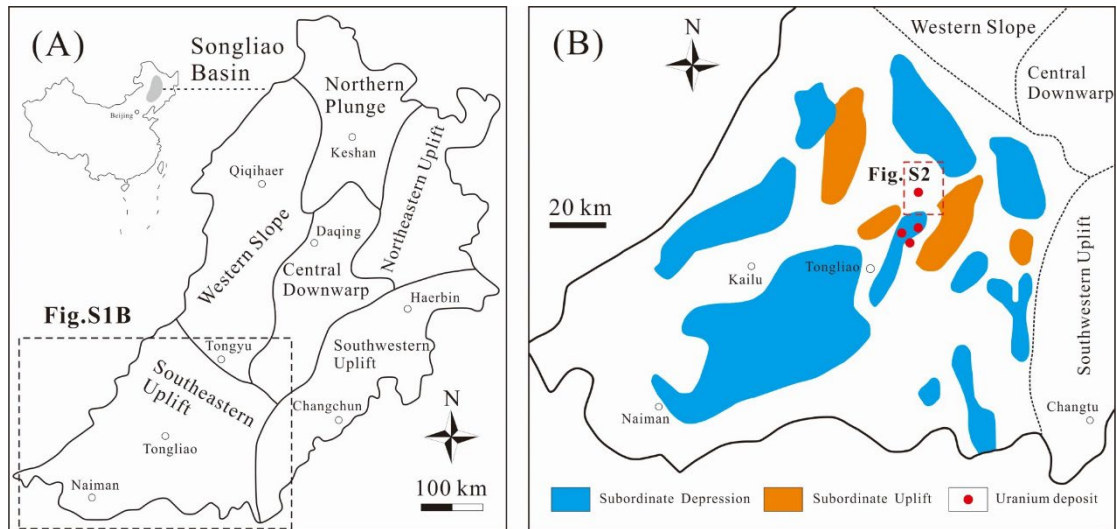 (A)
Songliao
Basin
Beijing
Northern
Plunge
Keshan
Qiqihaer
Northeastern Uplift
Daqing
Western Slope
Central
Downwarp
Haerbin
Fig.S1B
Tongyu
Southwestern
Uplift
Southeastern
Uplift
Changchun
N
Tongliao
Naiman
100 km
(B)
N
Western Slope
Central
Downwarp
Fig. S2
20 km
Kailu
Tongliao
Southwestern Uplift
Naiman
Changtu
Subordinate Depression
Subordinate Uplift
Uranium deposit